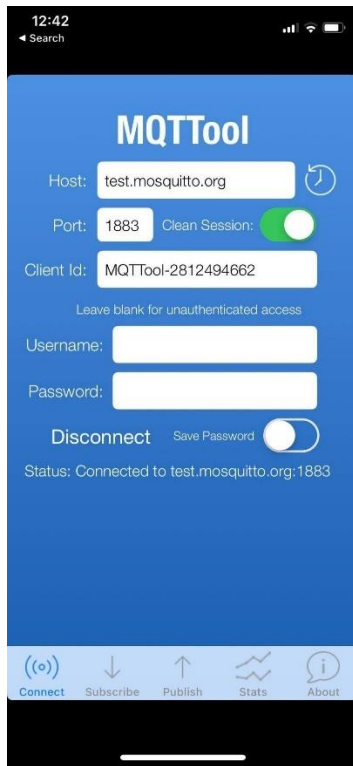 12:42
◄ Search
MQTTool
Host: test.mosquitto.org
Port: 1883 Clean Session:
Client Id: MQTTool-2812494662
Leave blank for unauthenticated access
Username:
Password:
Disconnect Save Password
Status: Connected to test.mosquitto.org:1883
Connect Subscribe Publish Stats About